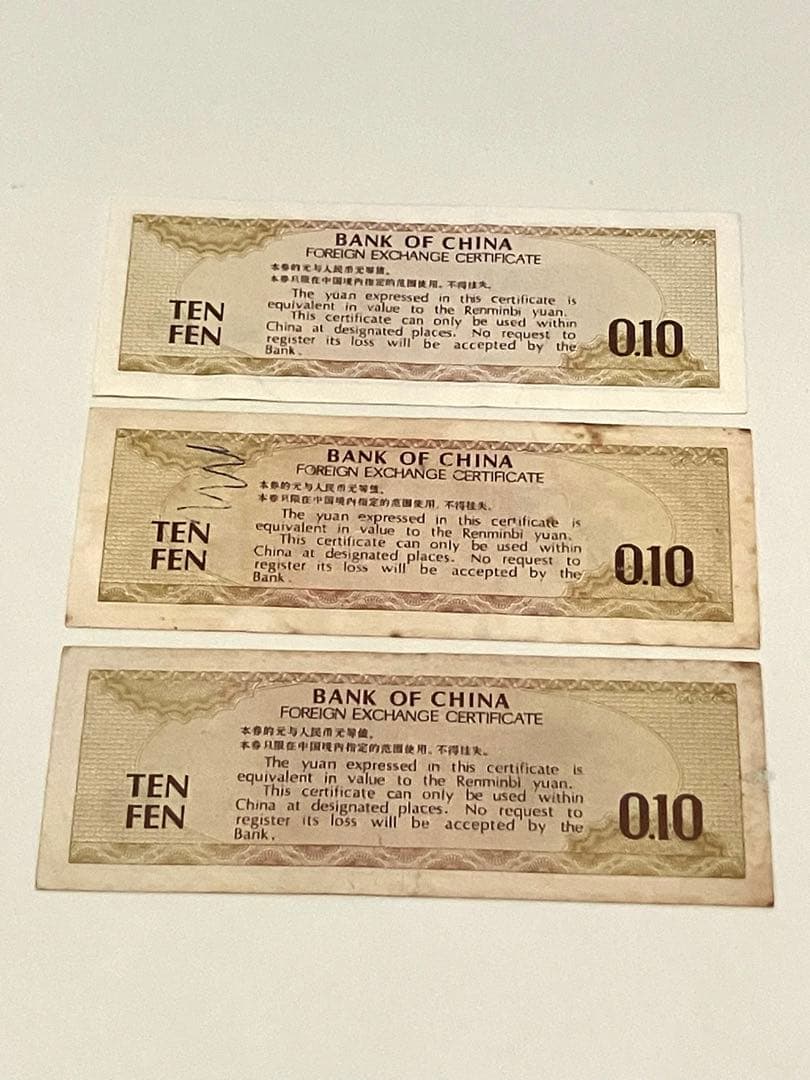 BANK OF CHINA
FOREIGN EXCHANGE CERTIFICATE
本券的元与人民币元等值。
本券只限在中国境内指定的范围使用。不得挂失。
The yuan expressed in this certificate is
equivalent in value to the Renminbi yuan.
This certificate can only be used within
China at designated places. No request to
register its loss will be accepted by the
Bank.
TEN
FEN
0.10
BANK OF CHINA
FOREIGN EXCHANGE CERTIFICATE
本券的元与人民币元等值。
本券只限在中国境内指定的范围使用。不得挂失。
The yuan expressed in this certificate is
equivalent in value to the Renminbi yuan.
This certificate can only be used within
China at designated places. No request to
register its loss will be accepted by the
Bank.
TEN
FEN
0.10
BANK OF CHINA
FOREIGN EXCHANGE CERTIFICATE
本券的元与人民币元等值。
本券只限在中国境内指定的范围使用。不得挂失。
The yuan expressed in this certificate is
equivalent in value to the Renminbi yuan.
This certificate can only be used within
China at designated places. No request to
register its loss will be accepted by the
Bank.
TEN
FEN
0.10